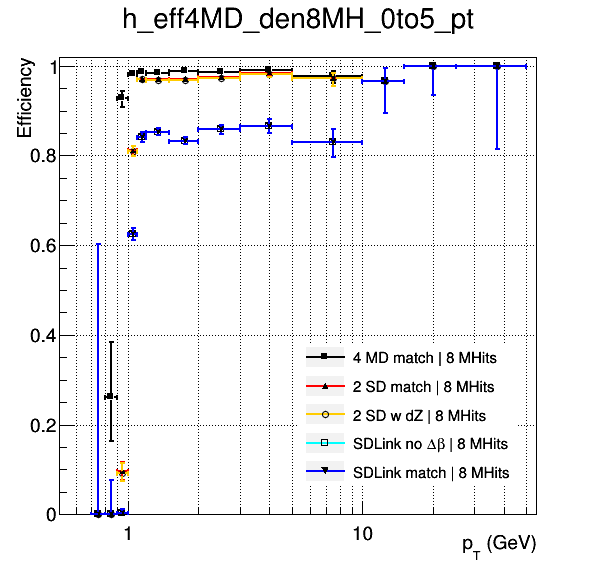 h_eff4MD_den8MH_0to5_pt
Efficiency
1
0.8
0.6
0.4
0.2
0
4 MD match | 8 MHits
2 SD match | 8 MHits
2 SD w dZ | 8 MHits
SDLink no Δβ | 8 MHits
SDLink match | 8 MHits
1 10
p_T (GeV)